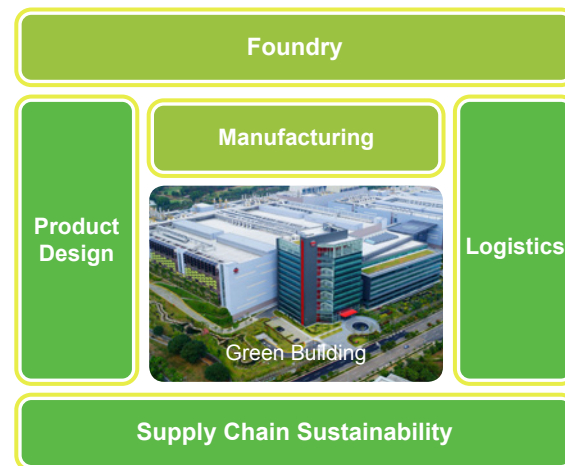 Foundry
Manufacturing
Product
Design
Logistics
Green Building
Supply Chain Sustainability